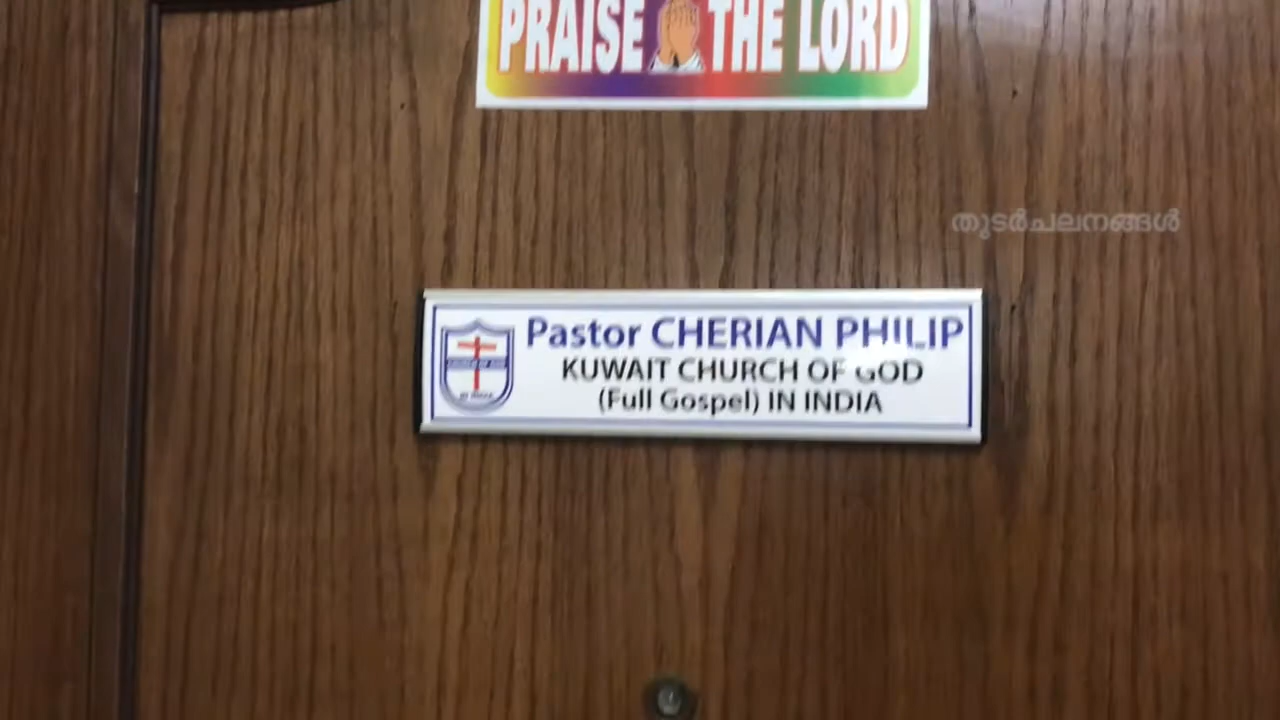 PRAISE THE LORD
തുടർചലനങ്ങൾ
Pastor CHERIAN PHILIP
KUWAIT CHURCH OF GOD
(Full Gospel) IN INDIA